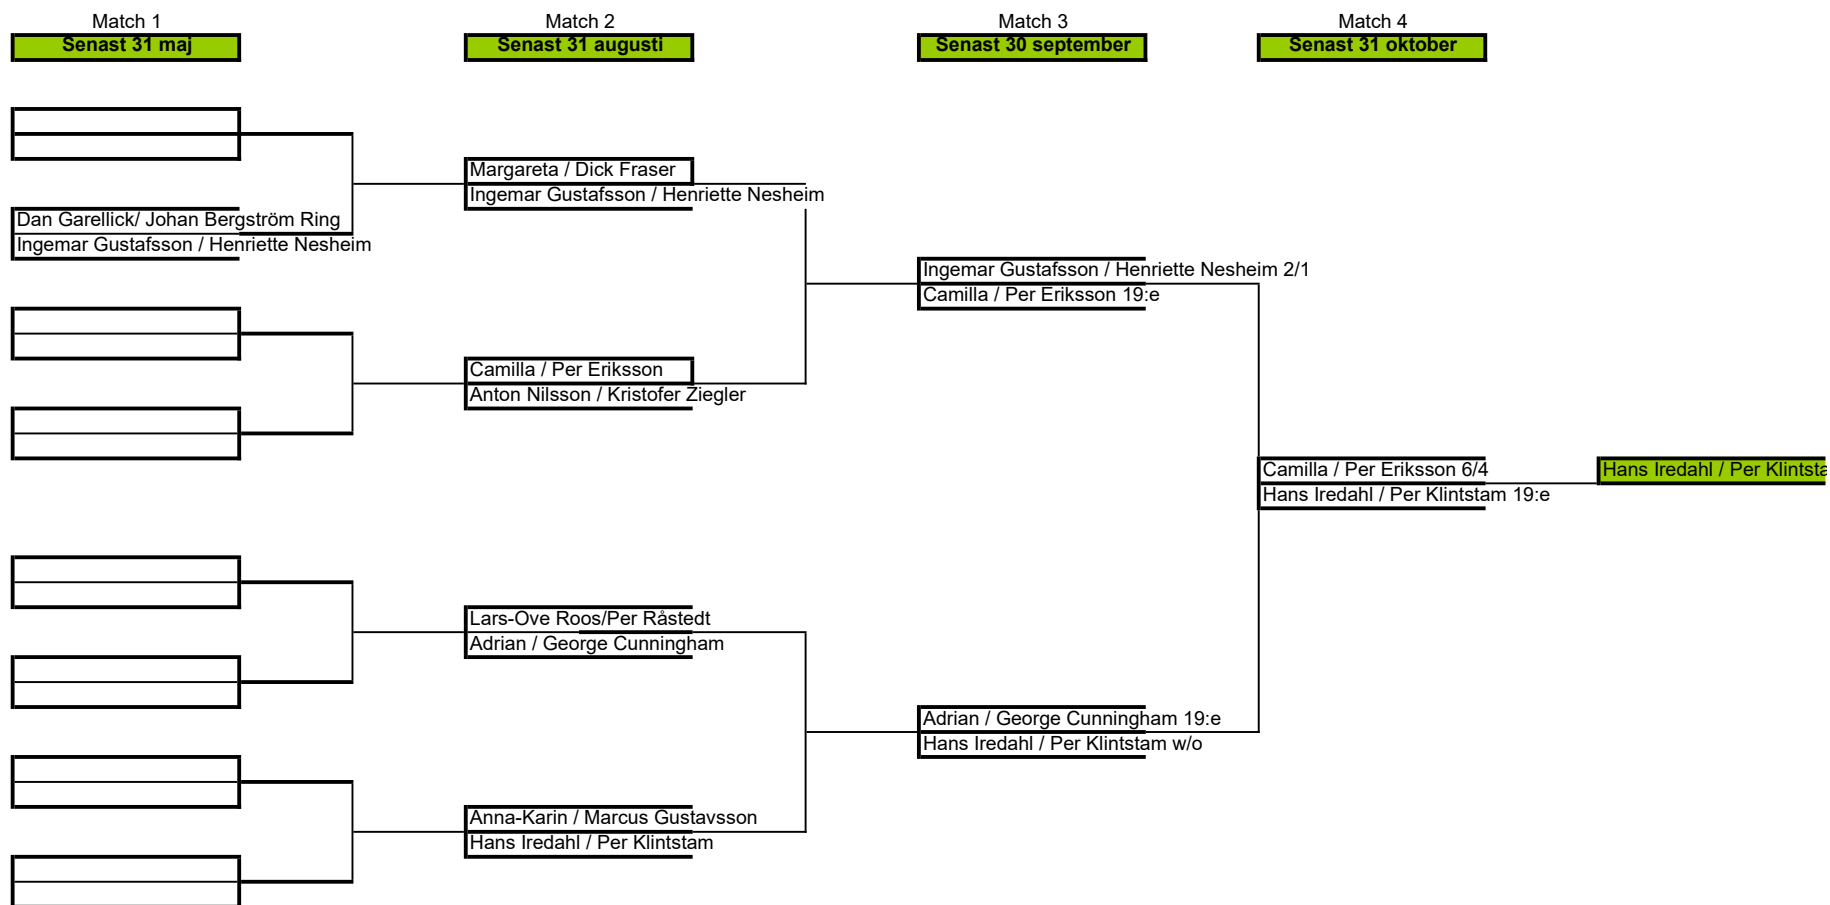 Match 1
Match 2
Match 3
Match 4
Senast 31 maj
Senast 31 augusti
Senast 30 september
Senast 31 oktober
Margareta / Dick Fraser
Ingemar Gustafsson / Henriette Nesheim
Dan Garellick/ Johan Bergström Ring
Ingemar Gustafsson / Henriette Nesheim
Ingemar Gustafsson / Henriette Nesheim 2/1
Camilla / Per Eriksson 19:e
Camilla / Per Eriksson
Anton Nilsson / Kristofer Ziegler
Camilla / Per Eriksson 6/4
Hans Iredahl / Per Klintstam 19:e
Hans Iredahl / Per Klintsta
Lars-Ove Roos/Per Råstedt
Adrian / George Cunningham
Adrian / George Cunningham 19:e
Hans Iredahl / Per Klintstam w/o
Anna-Karin / Marcus Gustavsson
Hans Iredahl / Per Klintstam